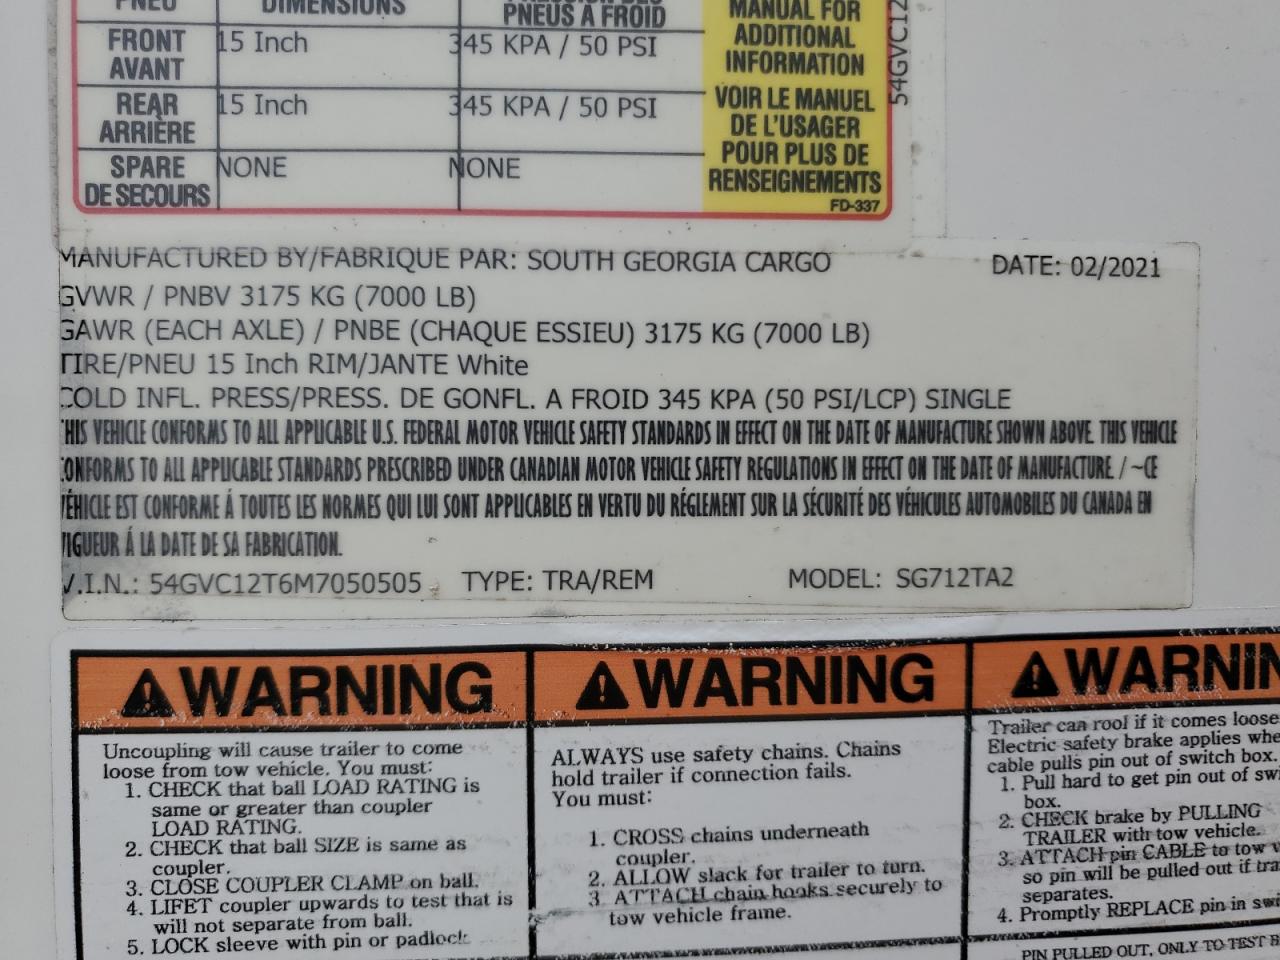 PNEU DIMENSIONS
PNEUS A FROID
MANUAL FOR
ADDITIONAL
INFORMATION
FRONT 15 Inch 345 KPA / 50 PSI
AVANT
REAR 15 Inch 345 KPA / 50 PSI
ARRIÈRE
SPARE NONE NONE
DE SECOURS
VOIR LE MANUEL
DE L'USAGER
POUR PLUS DE
RENSEIGNEMENTS
FD-337
54GVC12
MANUFACTURED BY/FABRIQUE PAR: SOUTH GEORGIA CARGO DATE: 02/2021
GVWR / PNBV 3175 KG (7000 LB)
GAWR (EACH AXLE) / PNBE (CHAQUE ESSIEU) 3175 KG (7000 LB)
TIRE/PNEU 15 Inch RIM/JANTE White
COLD INFL. PRESS/PRESS. DE GONFL. A FROID 345 KPA (50 PSI/LCP) SINGLE
THIS VEHICLE CONFORMS TO ALL APPLICABLE U.S. FEDERAL MOTOR VEHICLE SAFETY STANDARDS IN EFFECT ON THE DATE OF MANUFACTURE SHOWN ABOVE. THIS VEHICLE
CONFORMS TO ALL APPLICABLE STANDARDS PRESCRIBED UNDER CANADIAN MOTOR VEHICLE SAFETY REGULATIONS IN EFFECT ON THE DATE OF MANUFACTURE. / ~CE
VÉHICLE EST CONFORME Á TOUTES LES NORMES QUI LUI SONT APPLICABLES EN VERTU DU RÉGLEMENT SUR LA SÉCURITÉ DES VÉHICULES AUTOMOBILES DU CANADA EN
VIGUEUR Á LA DATE DE SA FABRICATION.
V.I.N.: 54GVC12T6M7050505 TYPE: TRA/REM MODEL: SG712TA2
WARNING
Uncoupling will cause trailer to come
loose from tow vehicle. You must:
1. CHECK that ball LOAD RATING is
same or greater than coupler
LOAD RATING.
2. CHECK that ball SIZE is same as
coupler.
3. CLOSE COUPLER CLAMP on ball.
4. LIFET coupler upwards to test that is
will not separate from ball.
5. LOCK sleeve with pin or padlock
WARNING
ALWAYS use safety chains. Chains
hold trailer if connection fails.
You must:
1. CROSS chains underneath
coupler.
2. ALLOW slack for trailer to turn.
3. ATTACH chain hooks securely to
tow vehicle frame.
WARNIN
Trailer can rool if it comes loose
Electric safety brake applies whe
cable pulls pin out of switch box.
1. Pull hard to get pin out of swi
box.
2. CHECK brake by PULLING
TRAILER with tow vehicle.
3. ATTACH pin CABLE to tow v
so pin will be pulled out if tra
separates.
4. Promptly REPLACE pin in swi
PIN PULLED OUT, ONLY TO TEST B